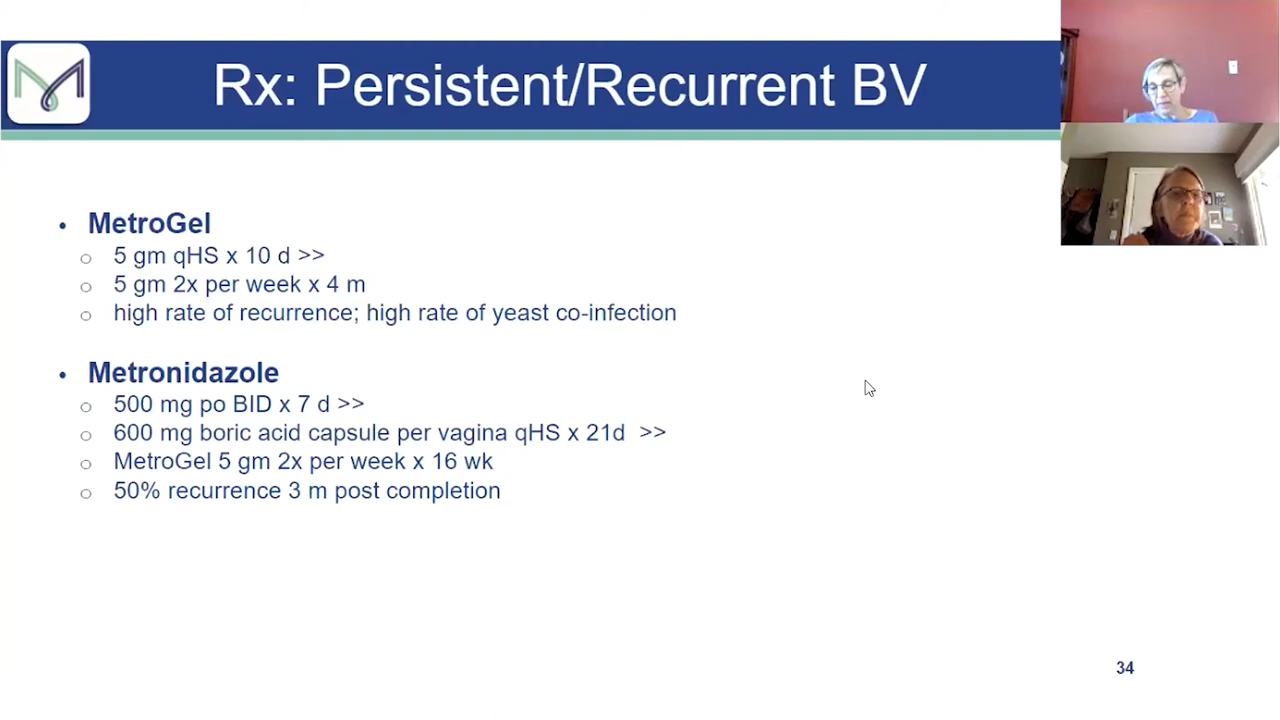 Rx: Persistent/Recurrent BV
• MetroGel
o 5 gm qHS x 10 d >>
o 5 gm 2x per week x 4 m
o high rate of recurrence; high rate of yeast co-infection
• Metronidazole
o 500 mg po BID x 7 d >>
o 600 mg boric acid capsule per vagina qHS x 21d >>
o MetroGel 5 gm 2x per week x 16 wk
o 50% recurrence 3 m post completion
34